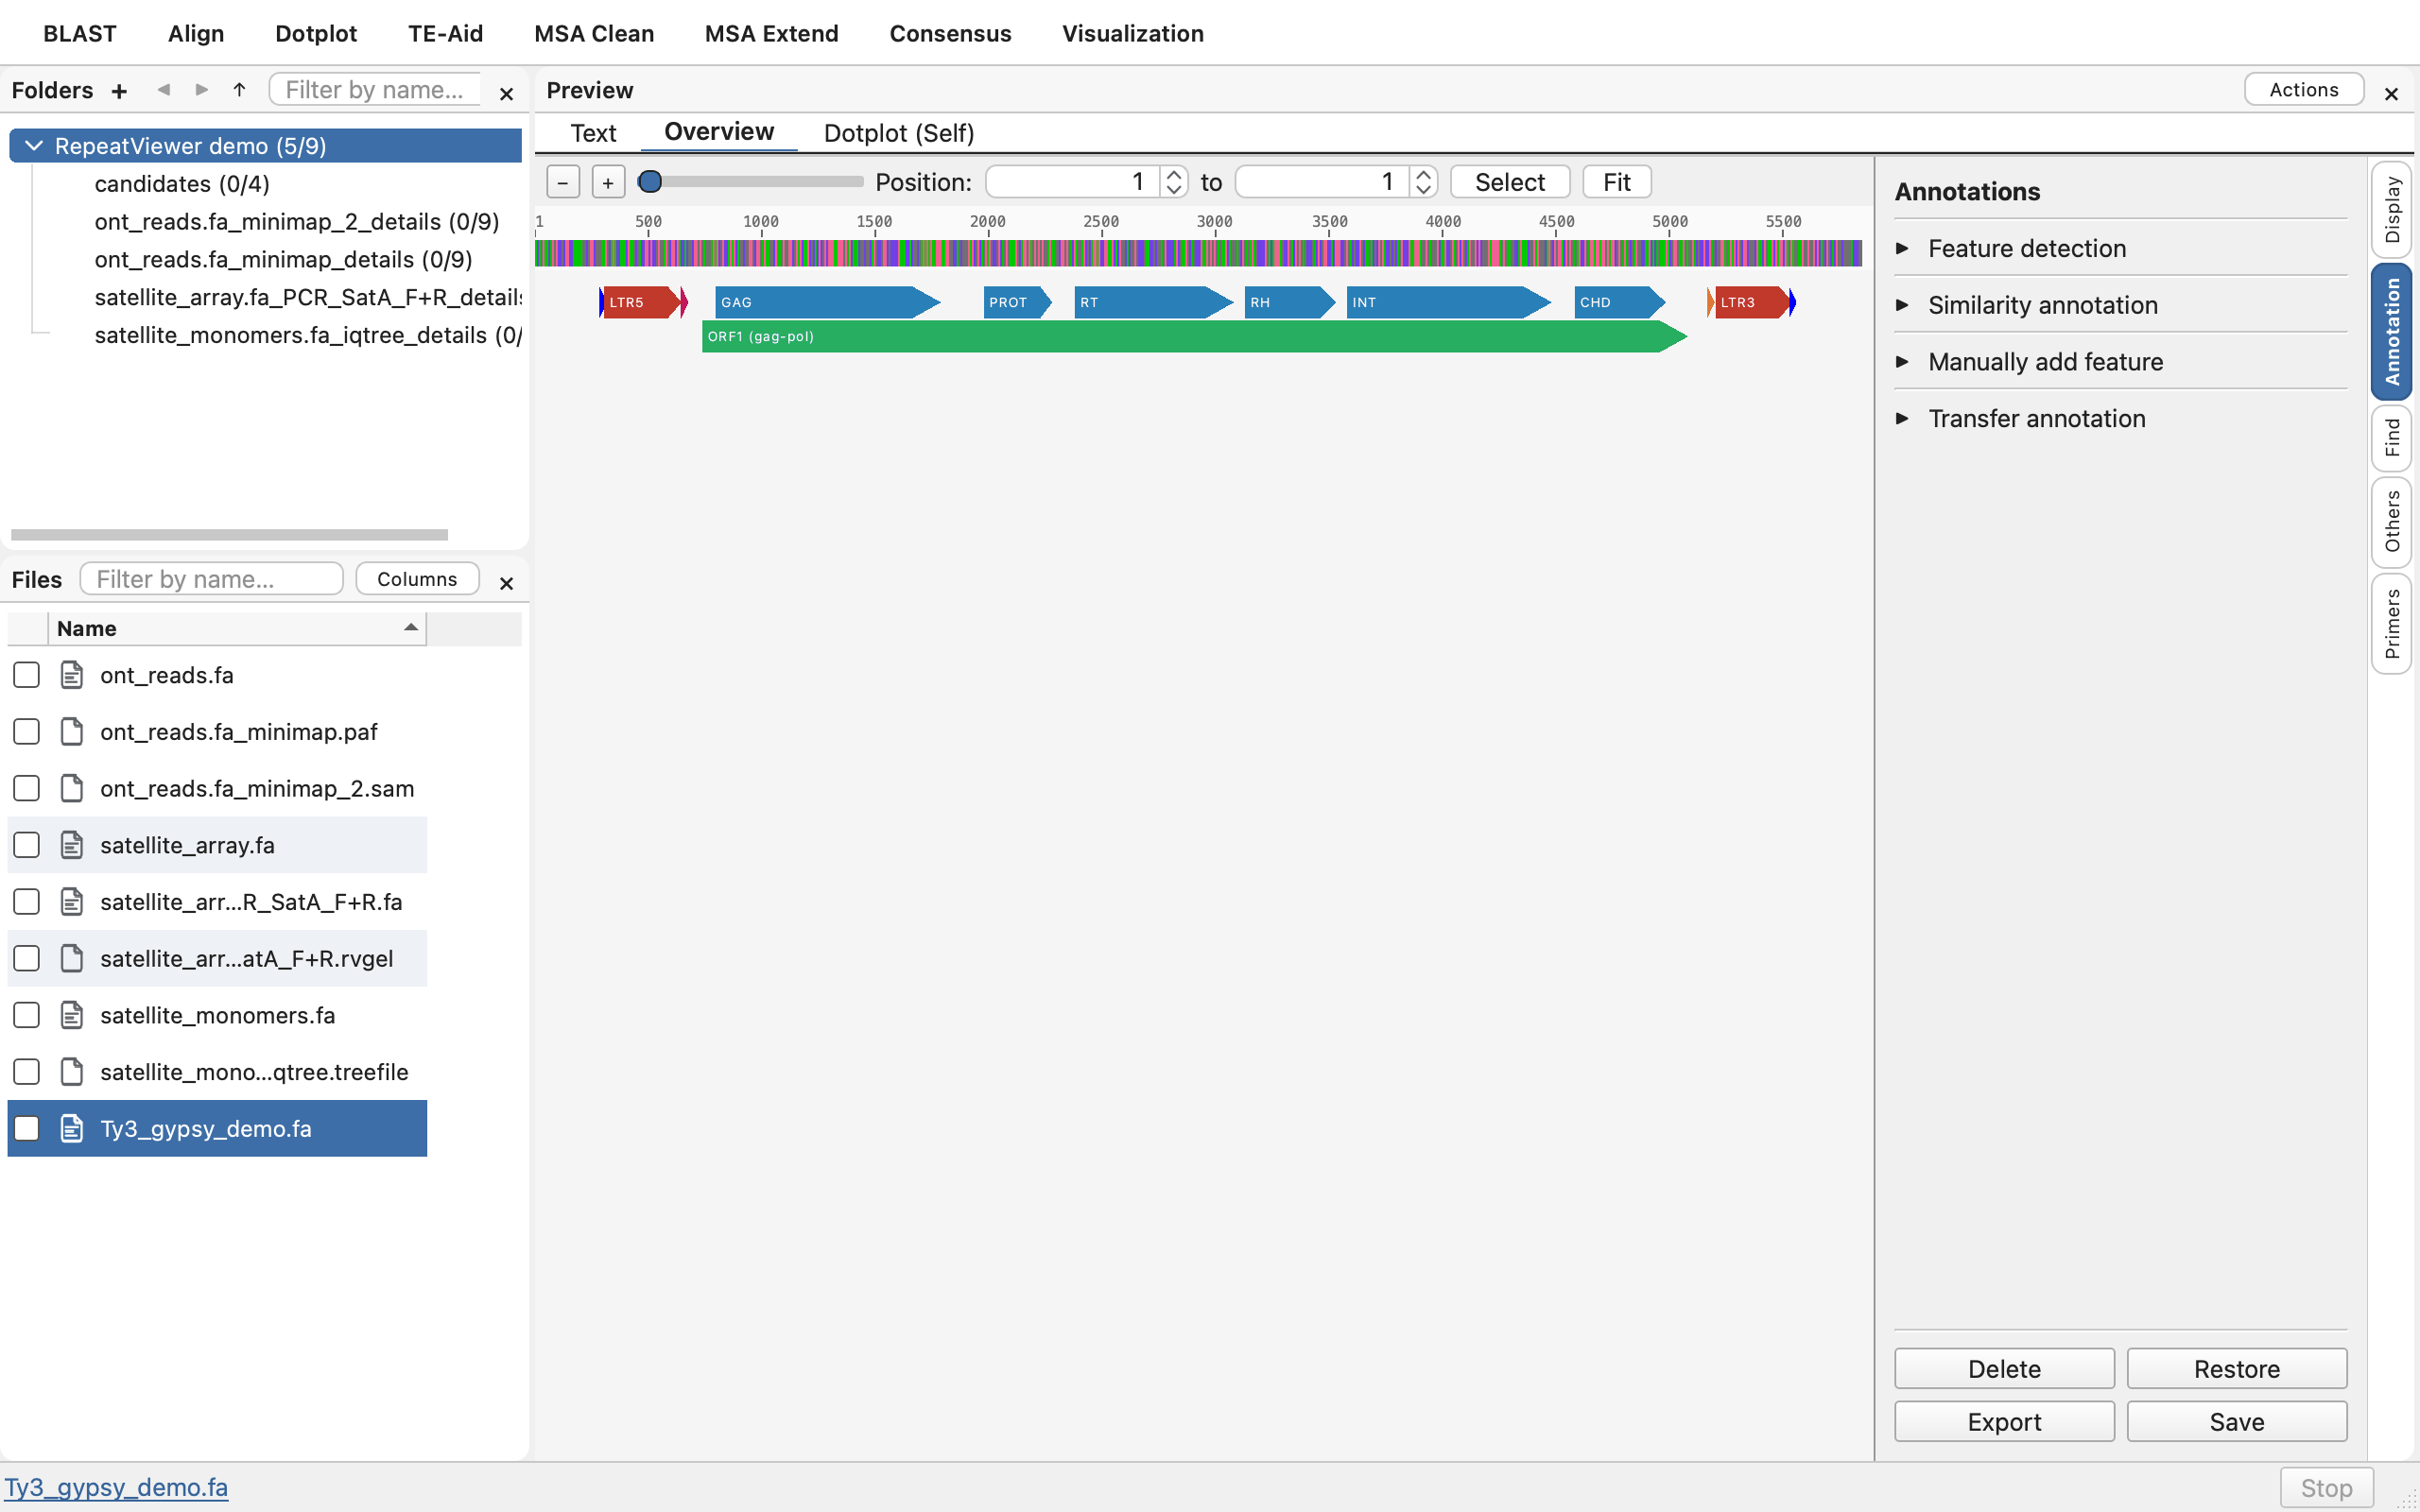 BLAST Align Dotplot TE-Aid MSA Clean MSA Extend Consensus Visualization
Folders + Filter by name...
RepeatViewer demo (5/9)
candidates (0/4)
ont_reads.fa_minimap_2_details (0/9)
ont_reads.fa_minimap_details (0/9)
satellite_array.fa_PCR_SatA_F+R_details
satellite_monomers.fa_iqtree_details (0/
Files Filter by name... Columns
Name
ont_reads.fa
ont_reads.fa_minimap.paf
ont_reads.fa_minimap_2.sam
satellite_array.fa
satellite_arr...R_SatA_F+R.fa
satellite_arr...atA_F+R.rvgel
satellite_monomers.fa
satellite_mono...qtree.treefile
Ty3_gypsy_demo.fa
Preview Actions
Text Overview Dotplot (Self)
− + Position: 1 to 1 Select Fit
1 500 1000 1500 2000 2500 3000 3500 4000 4500 5000 5500
LTR5 GAG PROT RT RH INT CHD LTR3
ORF1 (gag-pol)
Annotations
Feature detection
Similarity annotation
Manually add feature
Transfer annotation
Delete Restore
Export Save
Display
Annotation
Find
Others
Primers
Ty3_gypsy_demo.fa Stop